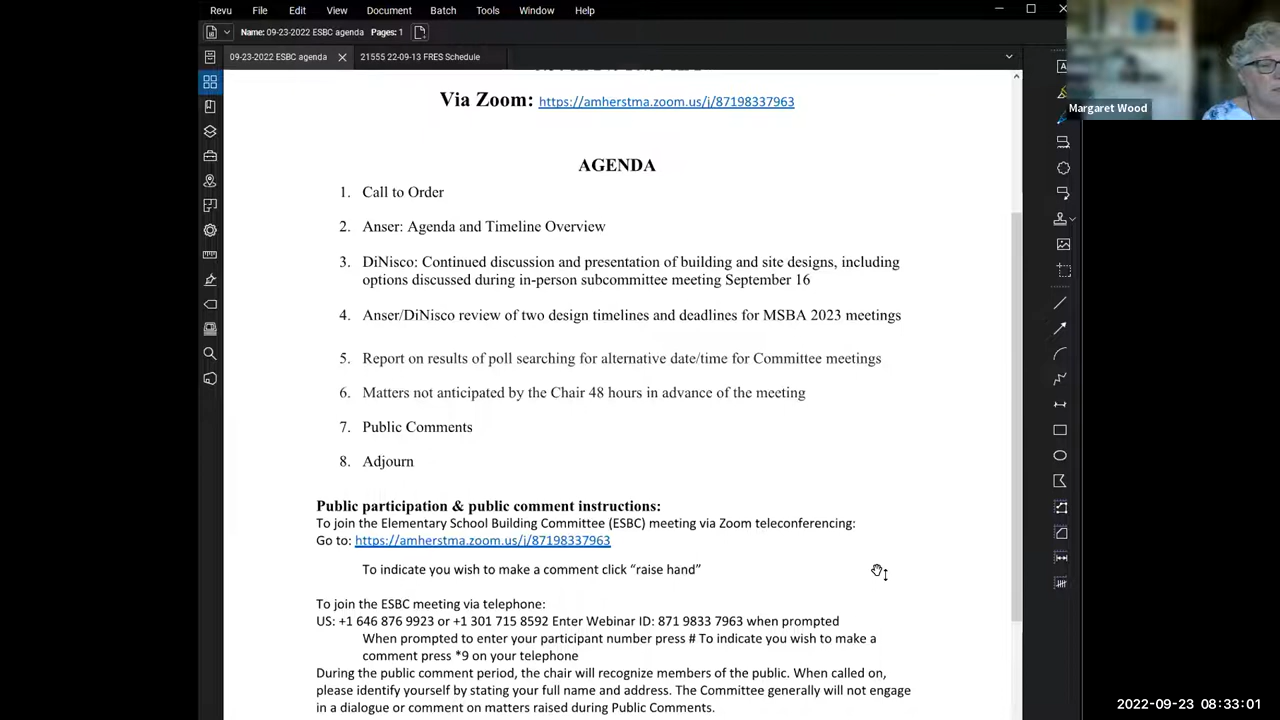 Revu File Edit View Document Batch Tools Window Help
Name: 09-23-2022 ESBC agenda Pages: 1
09-23-2022 ESBC agenda 21555 22-09-13 FRES Schedule
Margaret Wood
Via Zoom: https://amherstma.zoom.us/j/87198337963
AGENDA
1. Call to Order
2. Anser: Agenda and Timeline Overview
3. DiNisco: Continued discussion and presentation of building and site designs, including
options discussed during in-person subcommittee meeting September 16
4. Anser/DiNisco review of two design timelines and deadlines for MSBA 2023 meetings
5. Report on results of poll searching for alternative date/time for Committee meetings
6. Matters not anticipated by the Chair 48 hours in advance of the meeting
7. Public Comments
8. Adjourn
Public participation & public comment instructions:
To join the Elementary School Building Committee (ESBC) meeting via Zoom teleconferencing:
Go to: https://amherstma.zoom.us/j/87198337963
To indicate you wish to make a comment click “raise hand”
To join the ESBC meeting via telephone:
US: +1 646 876 9923 or +1 301 715 8592 Enter Webinar ID: 871 9833 7963 when prompted
When prompted to enter your participant number press # To indicate you wish to make a
comment press *9 on your telephone
During the public comment period, the chair will recognize members of the public. When called on,
please identify yourself by stating your full name and address. The Committee generally will not engage
in a dialogue or comment on matters raised during Public Comments.
2022-09-23 08:33:01